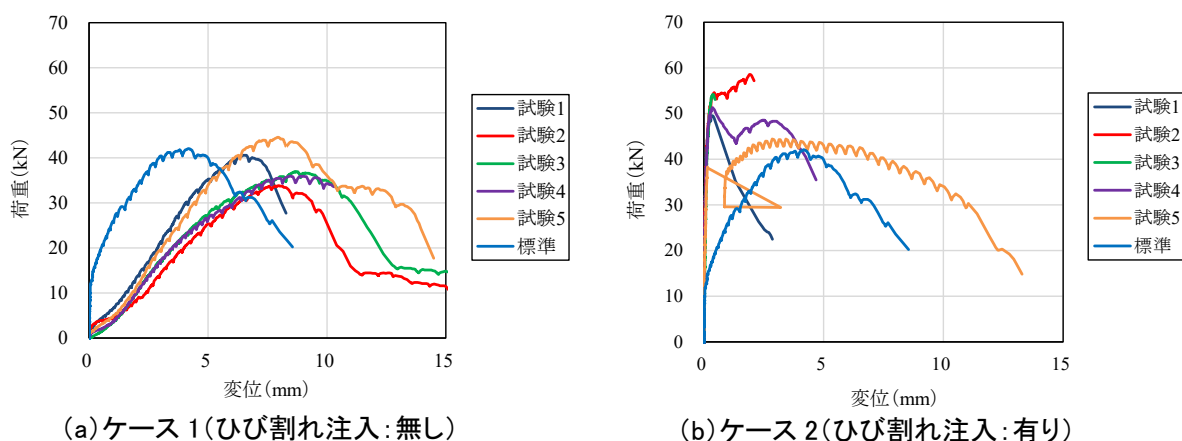 70
60
50
40
30
20
10
0
荷重(kN)
0 5 10 15
変位(mm)
試験1
試験2
試験3
試験4
試験5
標準
(a)ケース 1(ひび割れ注入:無し)
70
60
50
40
30
20
10
0
荷重(kN)
0 5 10 15
変位(mm)
試験1
試験2
試験3
試験4
試験5
標準
(b)ケース 2(ひび割れ注入:有り)